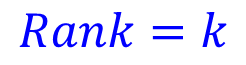 Rank = k